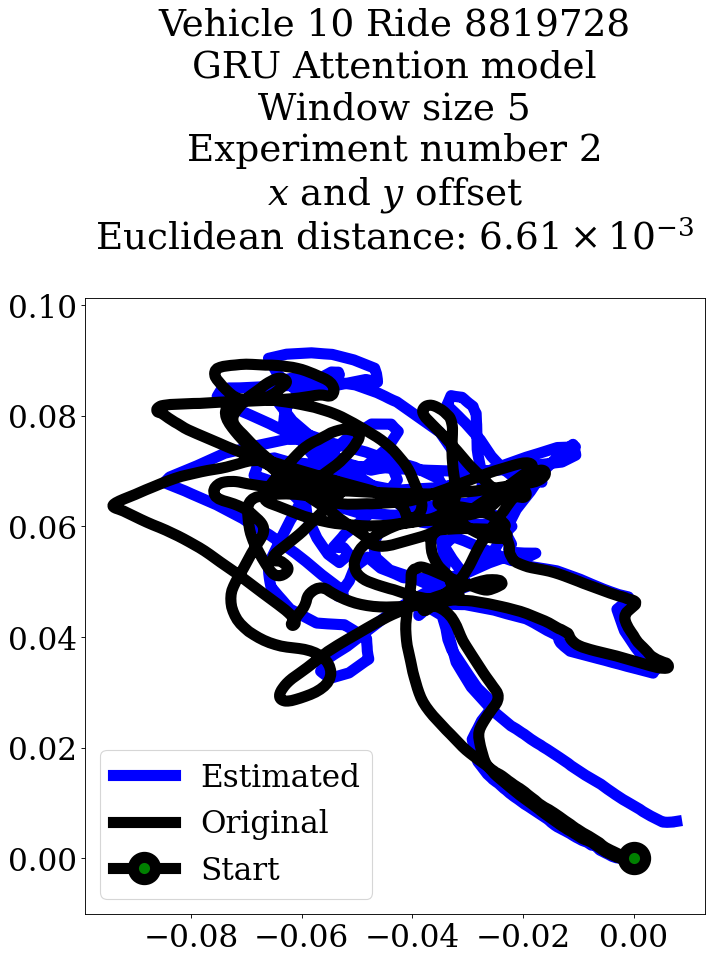 Vehicle 10 Ride 8819728
GRU Attention model
Window size 5
Experiment number 2
x and y offset
Euclidean distance: 6.61 × 10⁻³
0.10
0.08
0.06
0.04
0.02
0.00
Estimated
Original
Start
−0.08 −0.06 −0.04 −0.02 0.00